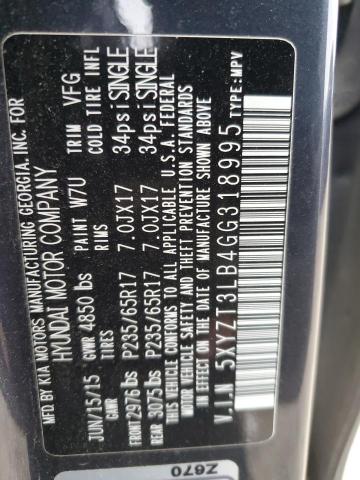 MFD.BY KIA MOTORS MANUFACTURING GEORGIA, INC. FOR
HYUNDAI MOTOR COMPANY
JUN/15/15 PAINT W7U TRIM VFG
GVWR 4850 lbs
GAWR TIRES RIMS COLD TIRE INFL
FRONT 2976 lbs P235/65R17 7.0JX17 34psi SINGLE
REAR 3075 lbs P235/65R17 7.0JX17 34psi SINGLE
THIS VEHICLE CONFORMS TO ALL APPLICABLE U.S.A. FEDERAL
MOTOR VEHICLE SAFETY, BUMPER, AND THEFT PREVENTION STANDARDS
IN EFFECT ON THE DATE OF MANUFACTURE SHOWN ABOVE
V.I.N 5XYZT3LB4GG318995 TYPE:MPV
Z670